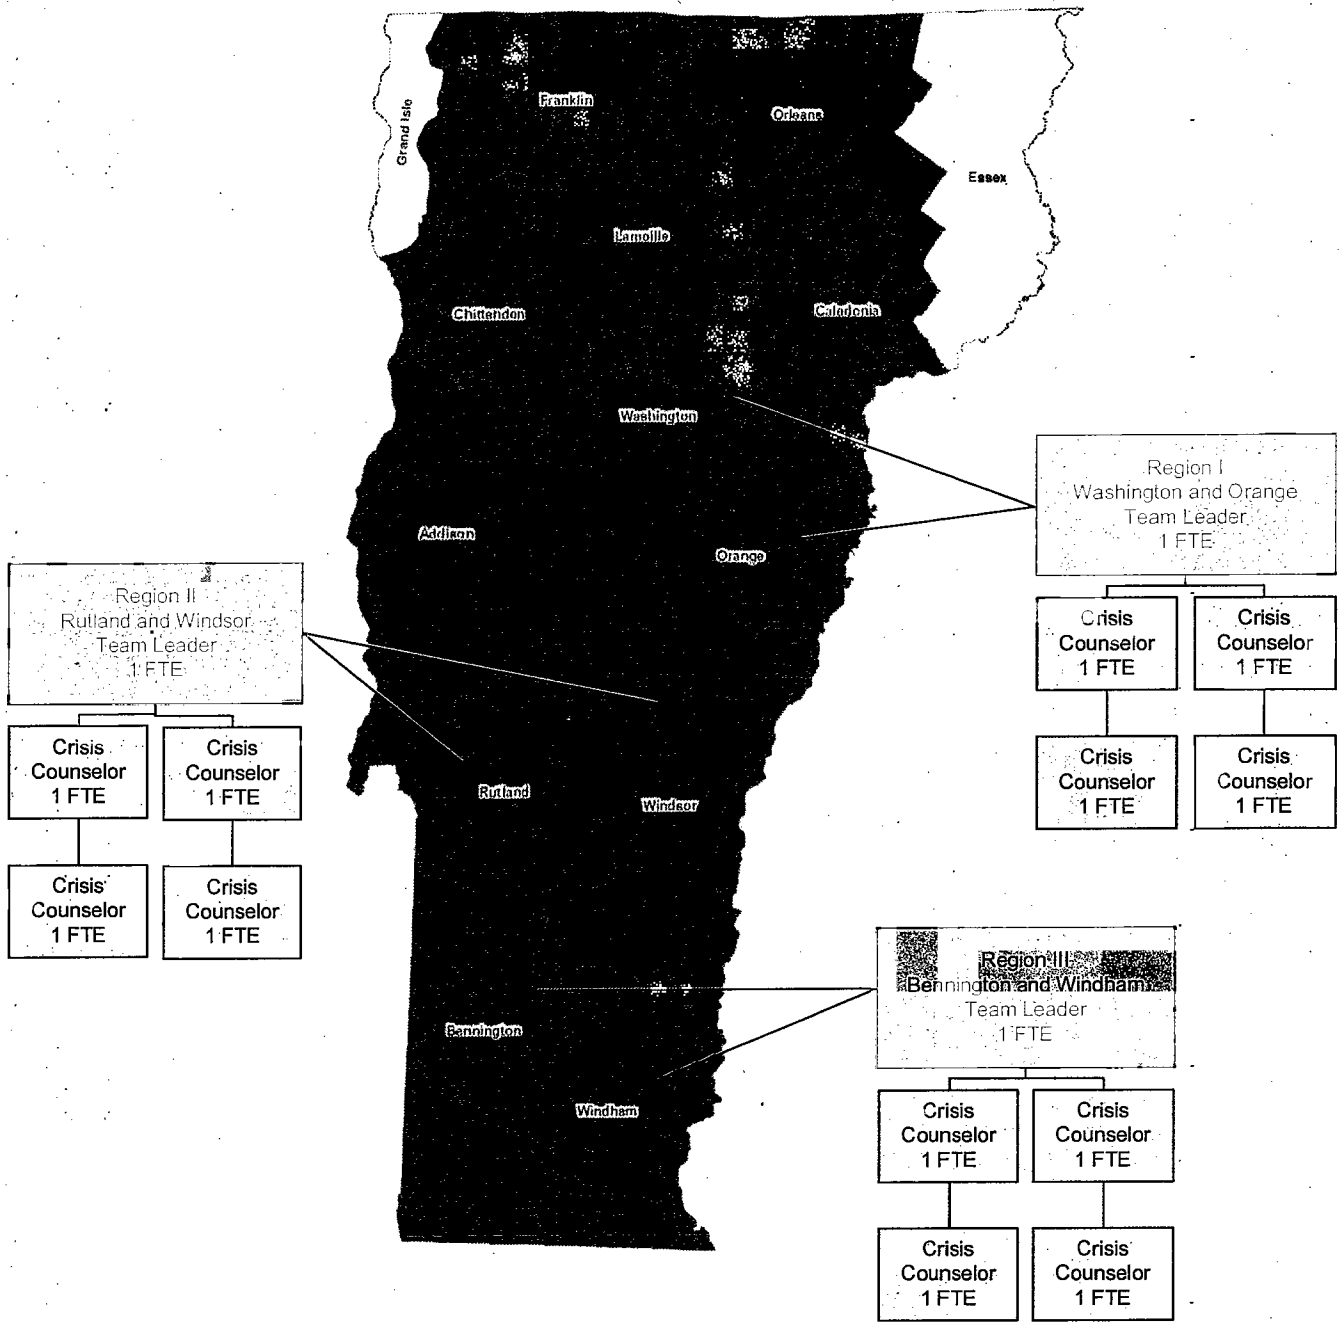 Grand Isle
Franklin
Orleans
Essex
Lamoille
Chittenden
Caledonia
Washington
Addison
Orange
Rutland
Windsor
Bennington
Windham
Region I
Washington and Orange
Team Leader
1 FTE
Crisis
Counselor
1 FTE
Crisis
Counselor
1 FTE
Crisis
Counselor
1 FTE
Crisis
Counselor
1 FTE
Region II
Rutland and Windsor
Team Leader
1 FTE
Crisis
Counselor
1 FTE
Crisis
Counselor
1 FTE
Crisis
Counselor
1 FTE
Crisis
Counselor
1 FTE
Region III
Bennington and Windham
Team Leader
1 FTE
Crisis
Counselor
1 FTE
Crisis
Counselor
1 FTE
Crisis
Counselor
1 FTE
Crisis
Counselor
1 FTE